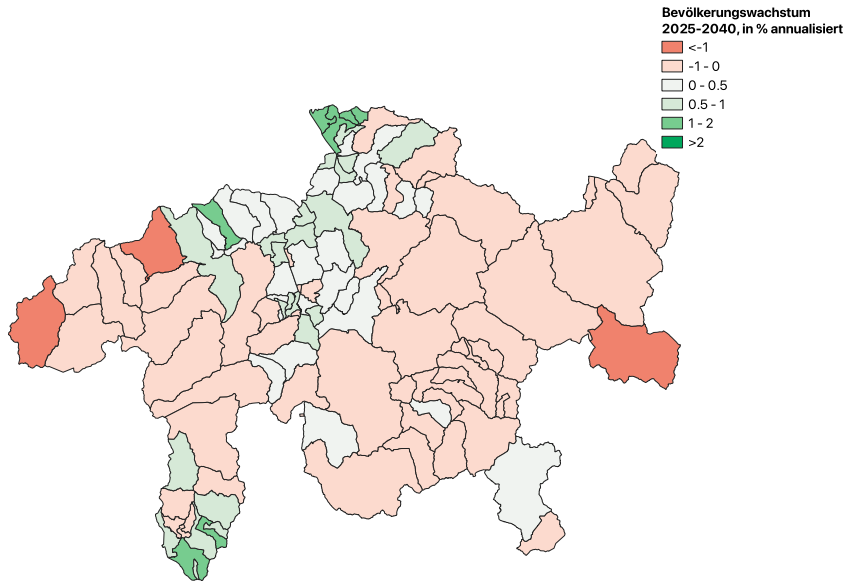 Bevölkerungswachstum
2025-2040, in % annualisiert
<-1
-1 - 0
0 - 0.5
0.5 - 1
1 - 2
>2